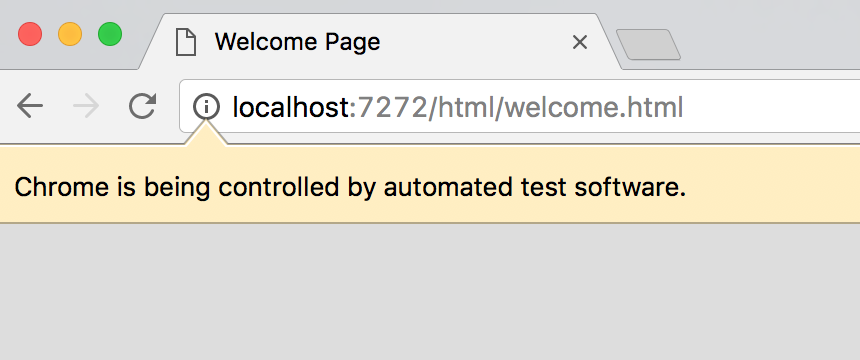 Welcome Page
localhost:7272/html/welcome.html
Chrome is being controlled by automated test software.